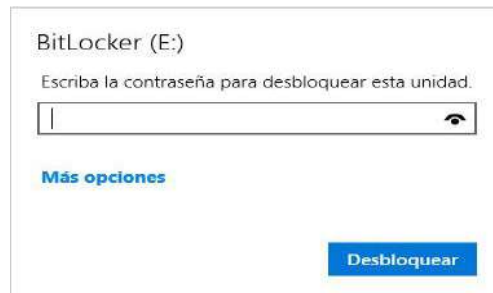 BitLocker (E:)
Escriba la contraseña para desbloquear esta unidad.
Más opciones
Desbloquear